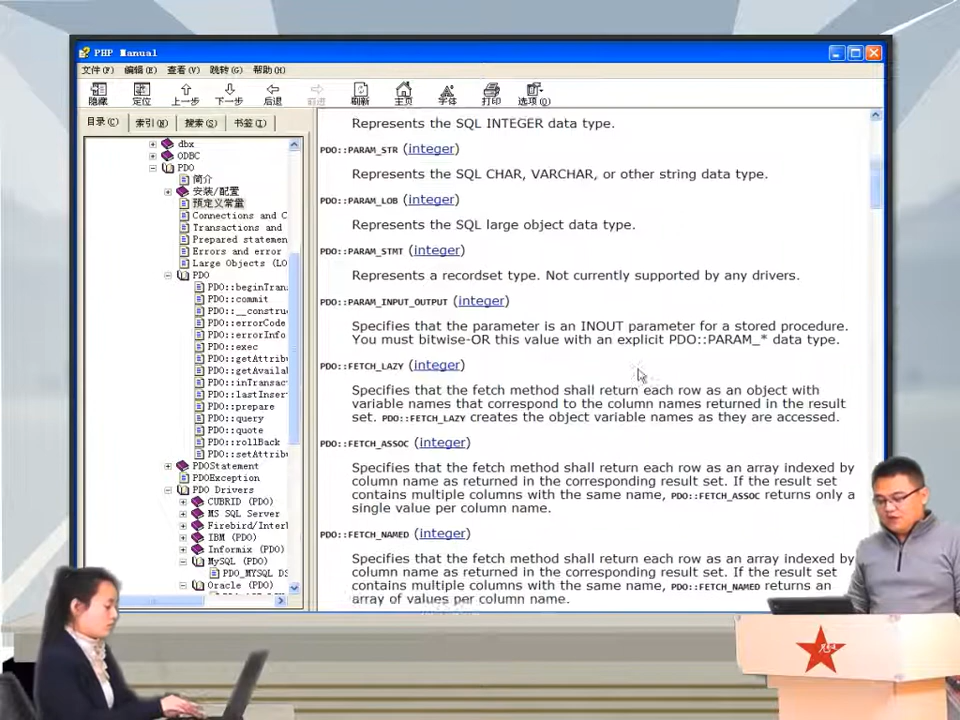 PHP Manual
文件(F) 编辑(E) 查看(V) 跳转(G) 帮助(H)
隐藏 定位 上一步 下一步 后退 前进 刷新 主页 字体 打印 选项(O)
目录(C) 索引(N) 搜索(S) 书签(I)
dbx
ODBC
PDO
简介
安装/配置
预定义常量
Connections and C
Transactions and
Prepared statemen
Errors and error
Large Objects (LO
PDO
PDO::beginTran
PDO::commit
PDO::__constru
PDO::errorCode
PDO::errorInfo
PDO::exec
PDO::getAttrib
PDO::getAvaila
PDO::inTransac
PDO::lastInser
PDO::prepare
PDO::query
PDO::quote
PDO::rollBack
PDO::setAttrib
PDOStatement
PDOException
PDO Drivers
CUBRID (PDO)
MS SQL Server
Firebird/Interl
IBM (PDO)
Informix (PDO)
MySQL (PDO)
PDO_MYSQL DS
Oracle (PDO)
Represents the SQL INTEGER data type.
PDO::PARAM_STR (integer)
Represents the SQL CHAR, VARCHAR, or other string data type.
PDO::PARAM_LOB (integer)
Represents the SQL large object data type.
PDO::PARAM_STMT (integer)
Represents a recordset type. Not currently supported by any drivers.
PDO::PARAM_INPUT_OUTPUT (integer)
Specifies that the parameter is an INOUT parameter for a stored procedure.
You must bitwise-OR this value with an explicit PDO::PARAM_* data type.
PDO::FETCH_LAZY (integer)
Specifies that the fetch method shall return each row as an object with
variable names that correspond to the column names returned in the result
set. PDO::FETCH_LAZY creates the object variable names as they are accessed.
PDO::FETCH_ASSOC (integer)
Specifies that the fetch method shall return each row as an array indexed by
column name as returned in the corresponding result set. If the result set
contains multiple columns with the same name, PDO::FETCH_ASSOC returns only a
single value per column name.
PDO::FETCH_NAMED (integer)
Specifies that the fetch method shall return each row as an array indexed by
column name as returned in the corresponding result set. If the result set
contains multiple columns with the same name, PDO::FETCH_NAMED returns an
array of values per column name.